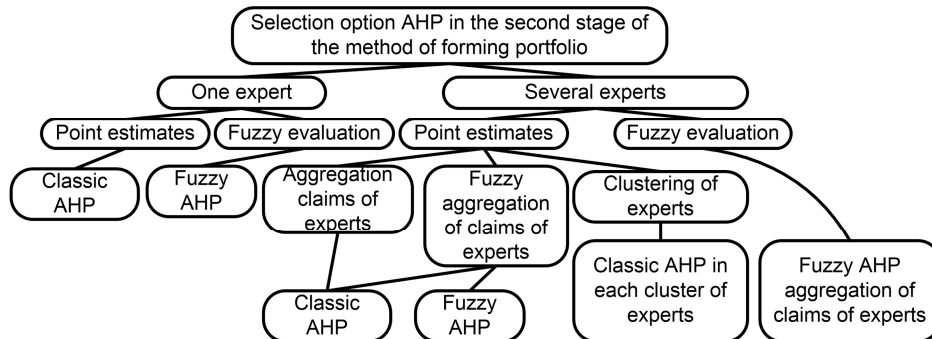 Selection option AHP in the second stage of
the method of forming portfolio
One expert
Several experts
Point estimates
Fuzzy evaluation
Point estimates
Fuzzy evaluation
Classic
AHP
Fuzzy
AHP
Aggregation
claims of
experts
Fuzzy
aggregation
of claims of
experts
Clustering of
experts
Classic
AHP
Fuzzy
AHP
Classic AHP in
each cluster of
experts
Fuzzy AHP
aggregation of
claims of experts